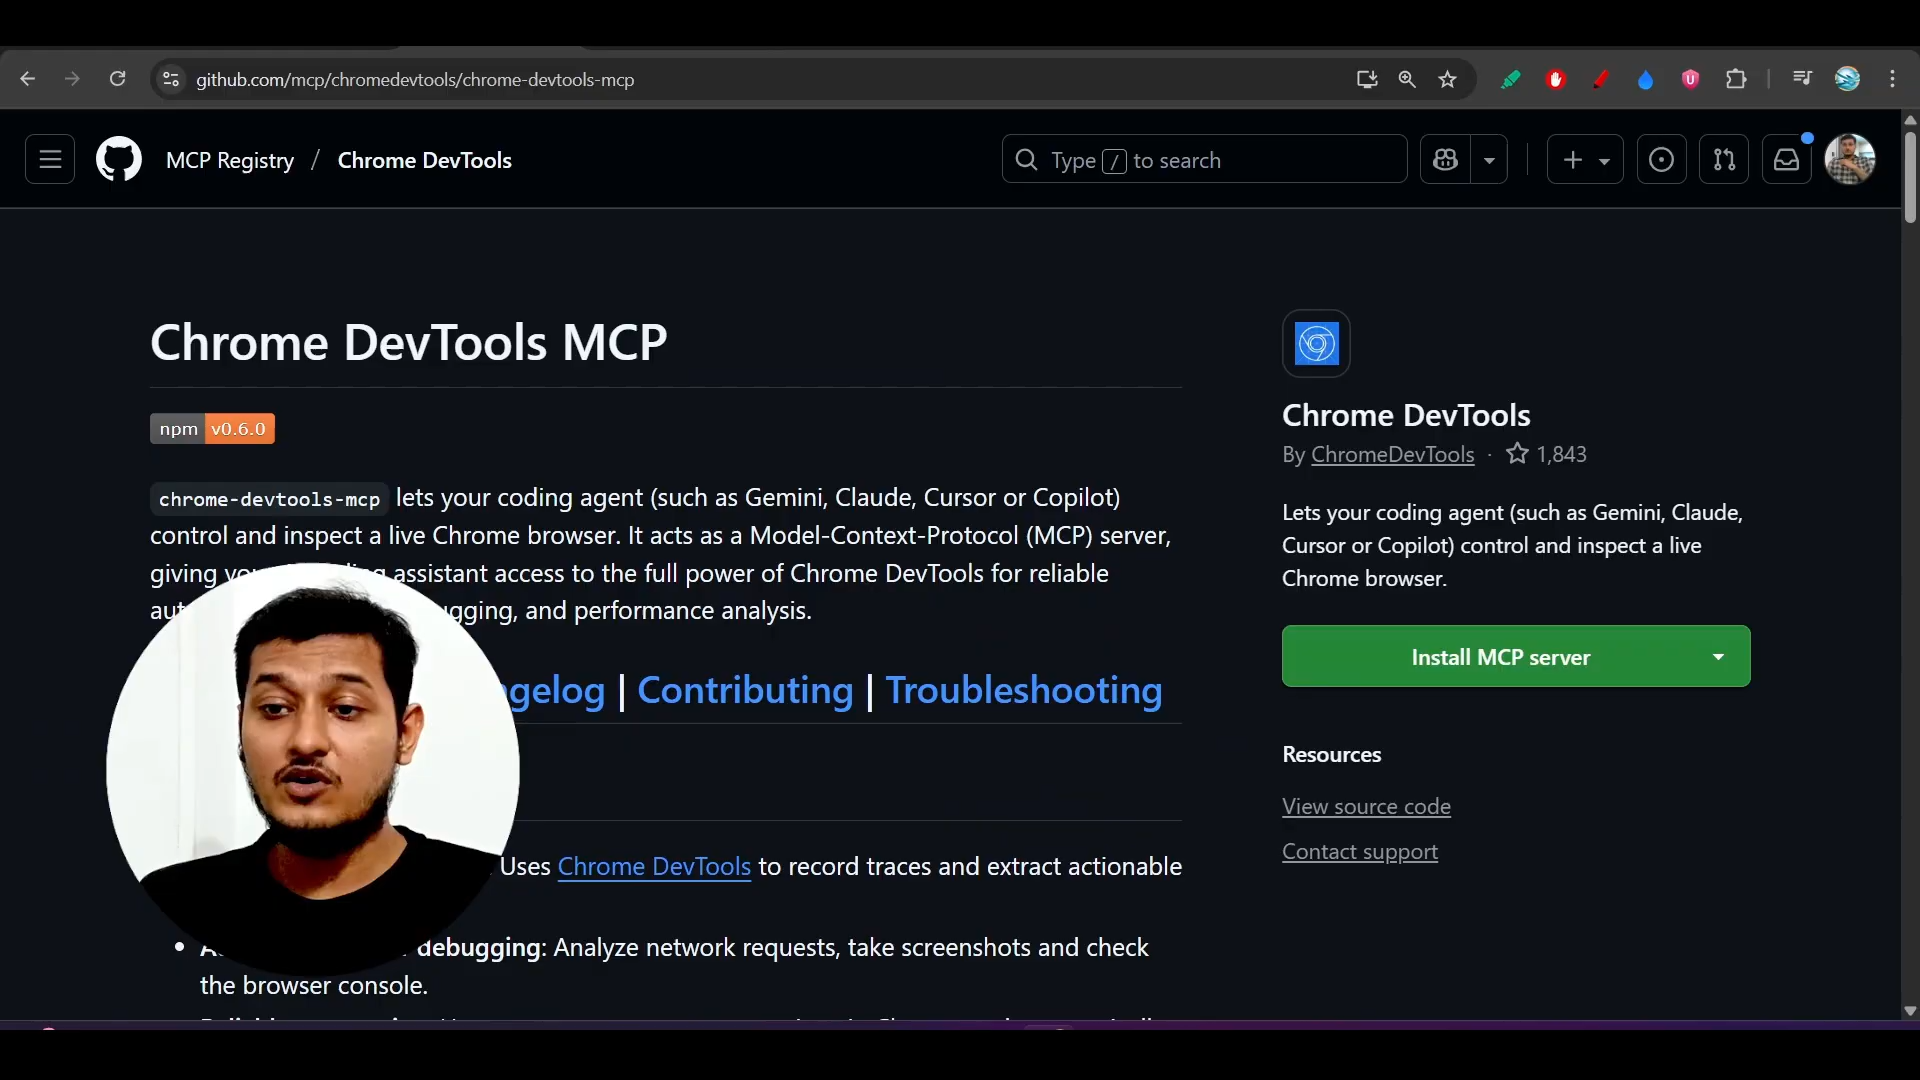 github.com/mcp/chromedevtools/chrome-devtools-mcp
MCP Registry / Chrome DevTools
Type / to search
Chrome DevTools MCP
npm v0.6.0
chrome-devtools-mcp lets your coding agent (such as Gemini, Claude, Cursor or Copilot)
control and inspect a live Chrome browser. It acts as a Model-Context-Protocol (MCP) server,
giving assistant access to the full power of Chrome DevTools for reliable
and performance analysis.
| Contributing | Troubleshooting
Uses Chrome DevTools to record traces and extract actionable
• debugging: Analyze network requests, take screenshots and check
the browser console.
Chrome DevTools
By ChromeDevTools · 1,843
Lets your coding agent (such as Gemini, Claude,
Cursor or Copilot) control and inspect a live
Chrome browser.
Install MCP server
Resources
View source code
Contact support